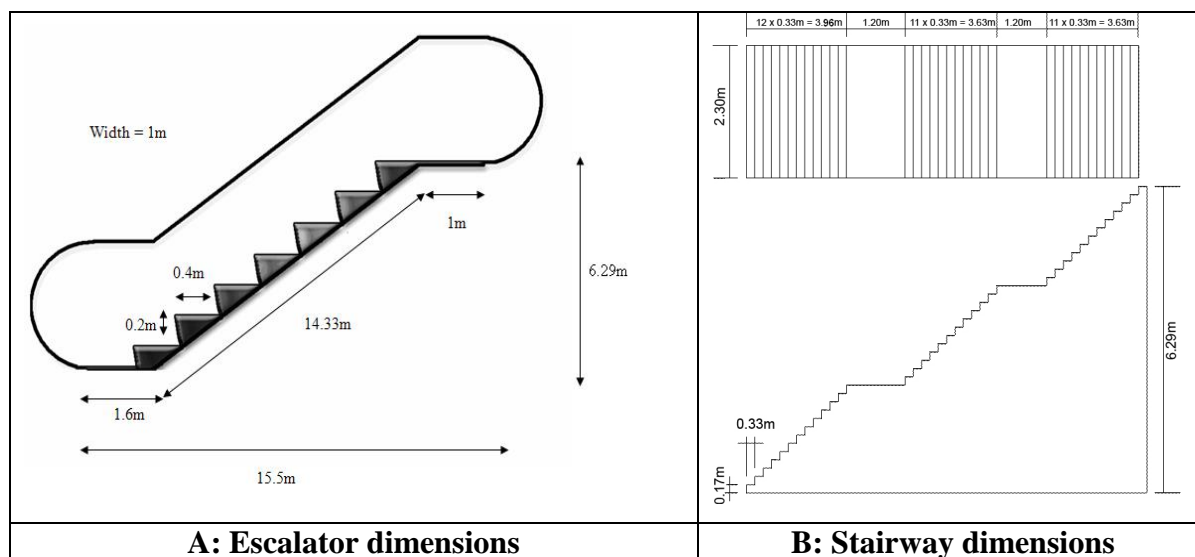 Width = 1m
1m
0.4m
6.29m
0.2m
14.33m
1.6m
15.5m
A: Escalator dimensions
12 x 0.33m = 3.96m 1.20m 11 x 0.33m = 3.63m 1.20m 11 x 0.33m = 3.63m
2.30m
0.33m
6.29m
0.17m
B: Stairway dimensions